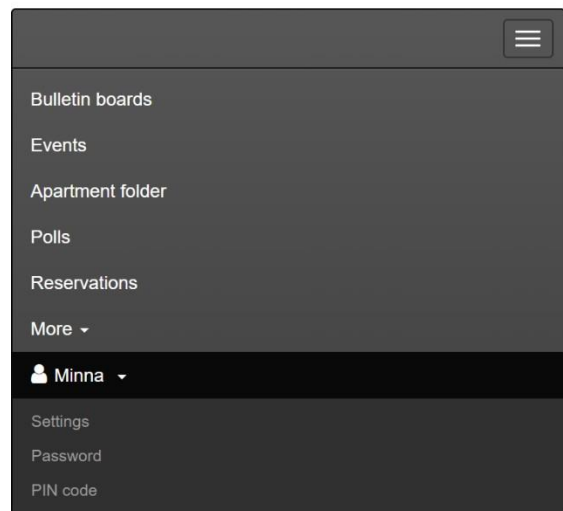 Bulletin boards
Events
Apartment folder
Polls
Reservations
More
Minna
Settings
Password
PIN code